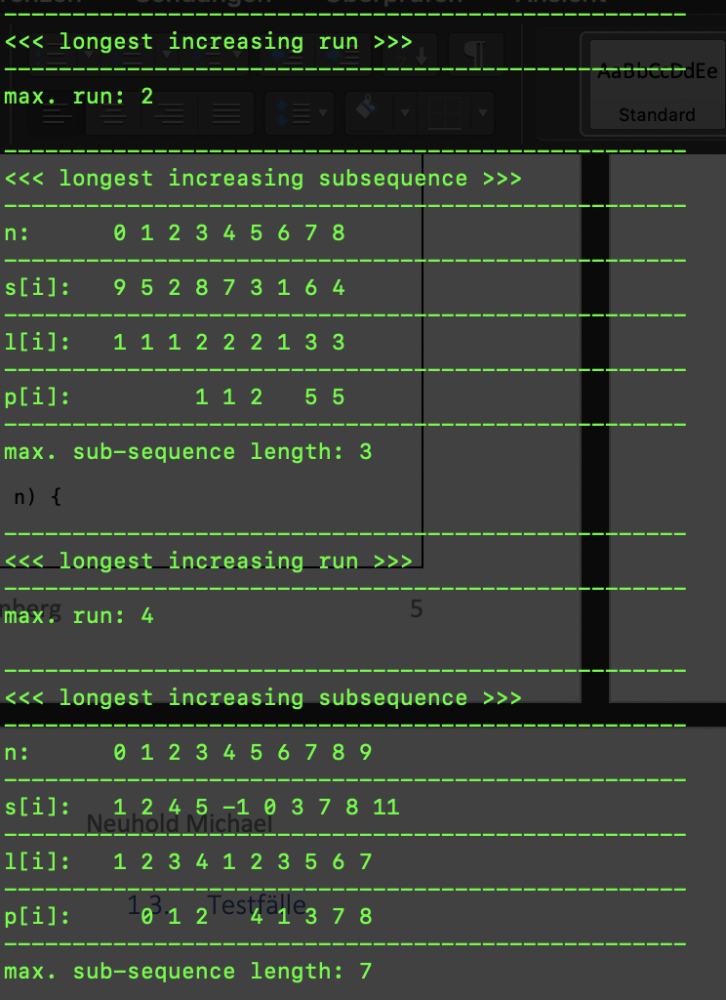 <<< longest increasing run >>>
AaBbCcDdEe
max. run: 2
Standard
<<< longest increasing subsequence >>>
n:      0 1 2 3 4 5 6 7 8
s[i]:   9 5 2 8 7 3 1 6 4
l[i]:   1 1 1 2 2 2 1 3 3
p[i]:         1 1 2   5 5
max. sub-sequence length: 3
n) {
<<< longest increasing run >>>
5
max. run: 4
<<< longest increasing subsequence >>>
n:      0 1 2 3 4 5 6 7 8 9
s[i]:   1 2 4 5 -1 0 3 7 8 11
Neuhold Michael
l[i]:   1 2 3 4 1 2 3 5 6 7
1.3. Testfälle
p[i]:     0 1 2   4 1 3 7 8
max. sub-sequence length: 7